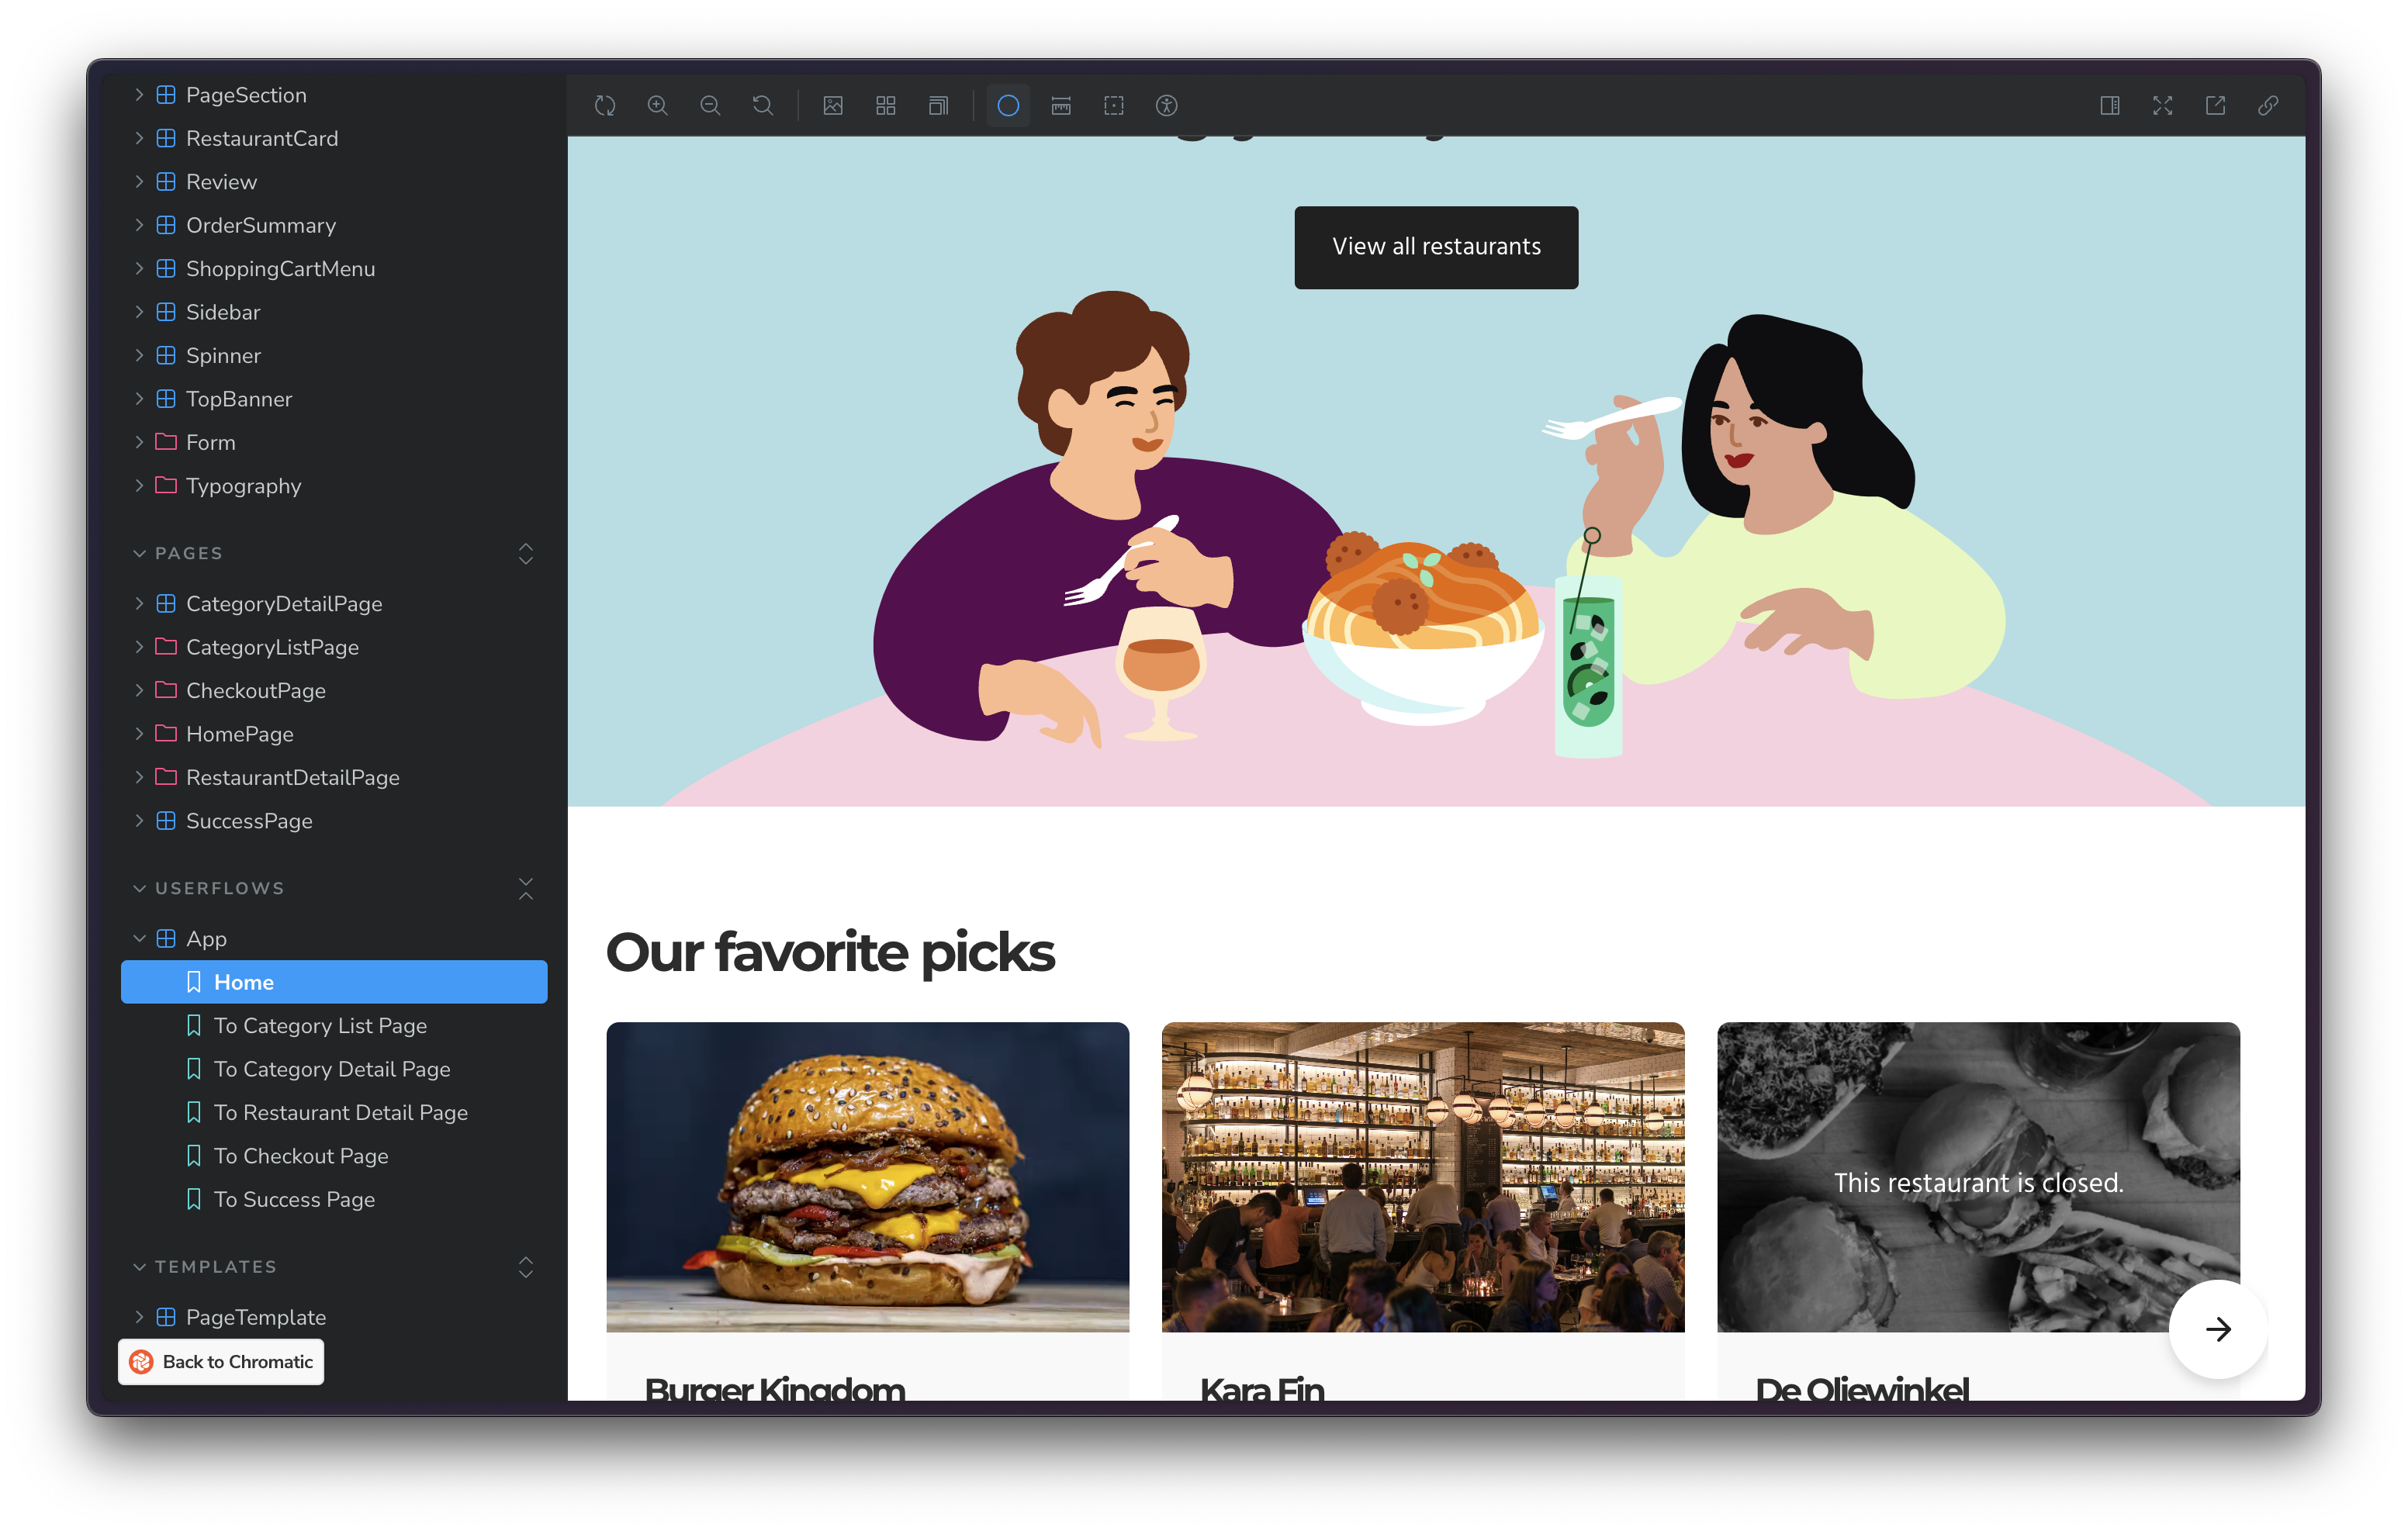 PageSection
RestaurantCard
Review
OrderSummary
ShoppingCartMenu
Sidebar
Spinner
TopBanner
Form
Typography
PAGES
CategoryDetailPage
CategoryListPage
CheckoutPage
HomePage
RestaurantDetailPage
SuccessPage
USERFLOWS
App
Home
To Category List Page
To Category Detail Page
To Restaurant Detail Page
To Checkout Page
To Success Page
TEMPLATES
PageTemplate
Back to Chromatic
View all restaurants
Our favorite picks
This restaurant is closed.
Burger Kingdom
Kara Fin
De Oliewinkel